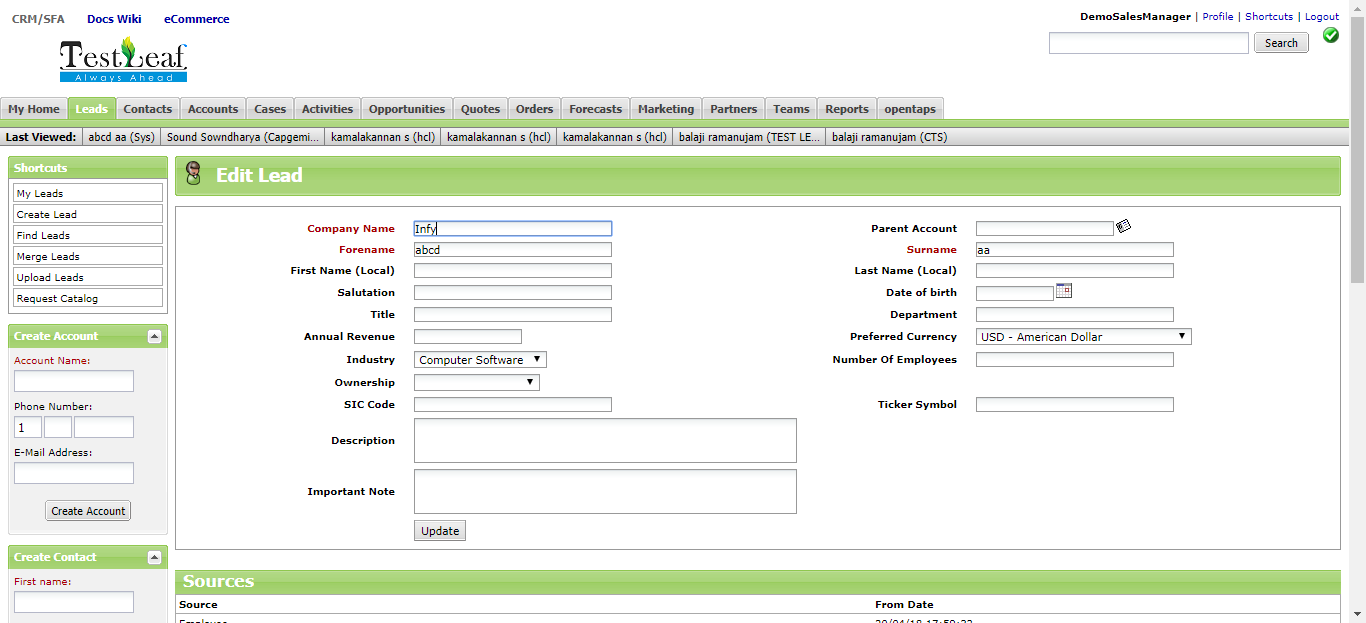 CRM/SFA Docs Wiki eCommerce
DemoSalesManager | Profile | Shortcuts | Logout
TestLeaf
Always Ahead
Search
My Home Leads Contacts Accounts Cases Activities Opportunities Quotes Orders Forecasts Marketing Partners Teams Reports opentaps
Last Viewed: abcd aa (Sys) Sound Sowndharya (Capgemi... kamalakannan s (hcl) kamalakannan s (hcl) kamalakannan s (hcl) balaji ramanujam (TEST LE... balaji ramanujam (CTS)
Shortcuts
My Leads
Create Lead
Find Leads
Merge Leads
Upload Leads
Request Catalog
Create Account
Account Name:
Phone Number:
1
E-Mail Address:
Create Account
Create Contact
First name:
Edit Lead
Company Name Infy Parent Account
Forename abcd Surname aa
First Name (Local) Last Name (Local)
Salutation Date of birth
Title Department
Annual Revenue Preferred Currency USD - American Dollar
Industry Computer Software Number Of Employees
Ownership
SIC Code Ticker Symbol
Description
Important Note
Update
Sources
Source From Date